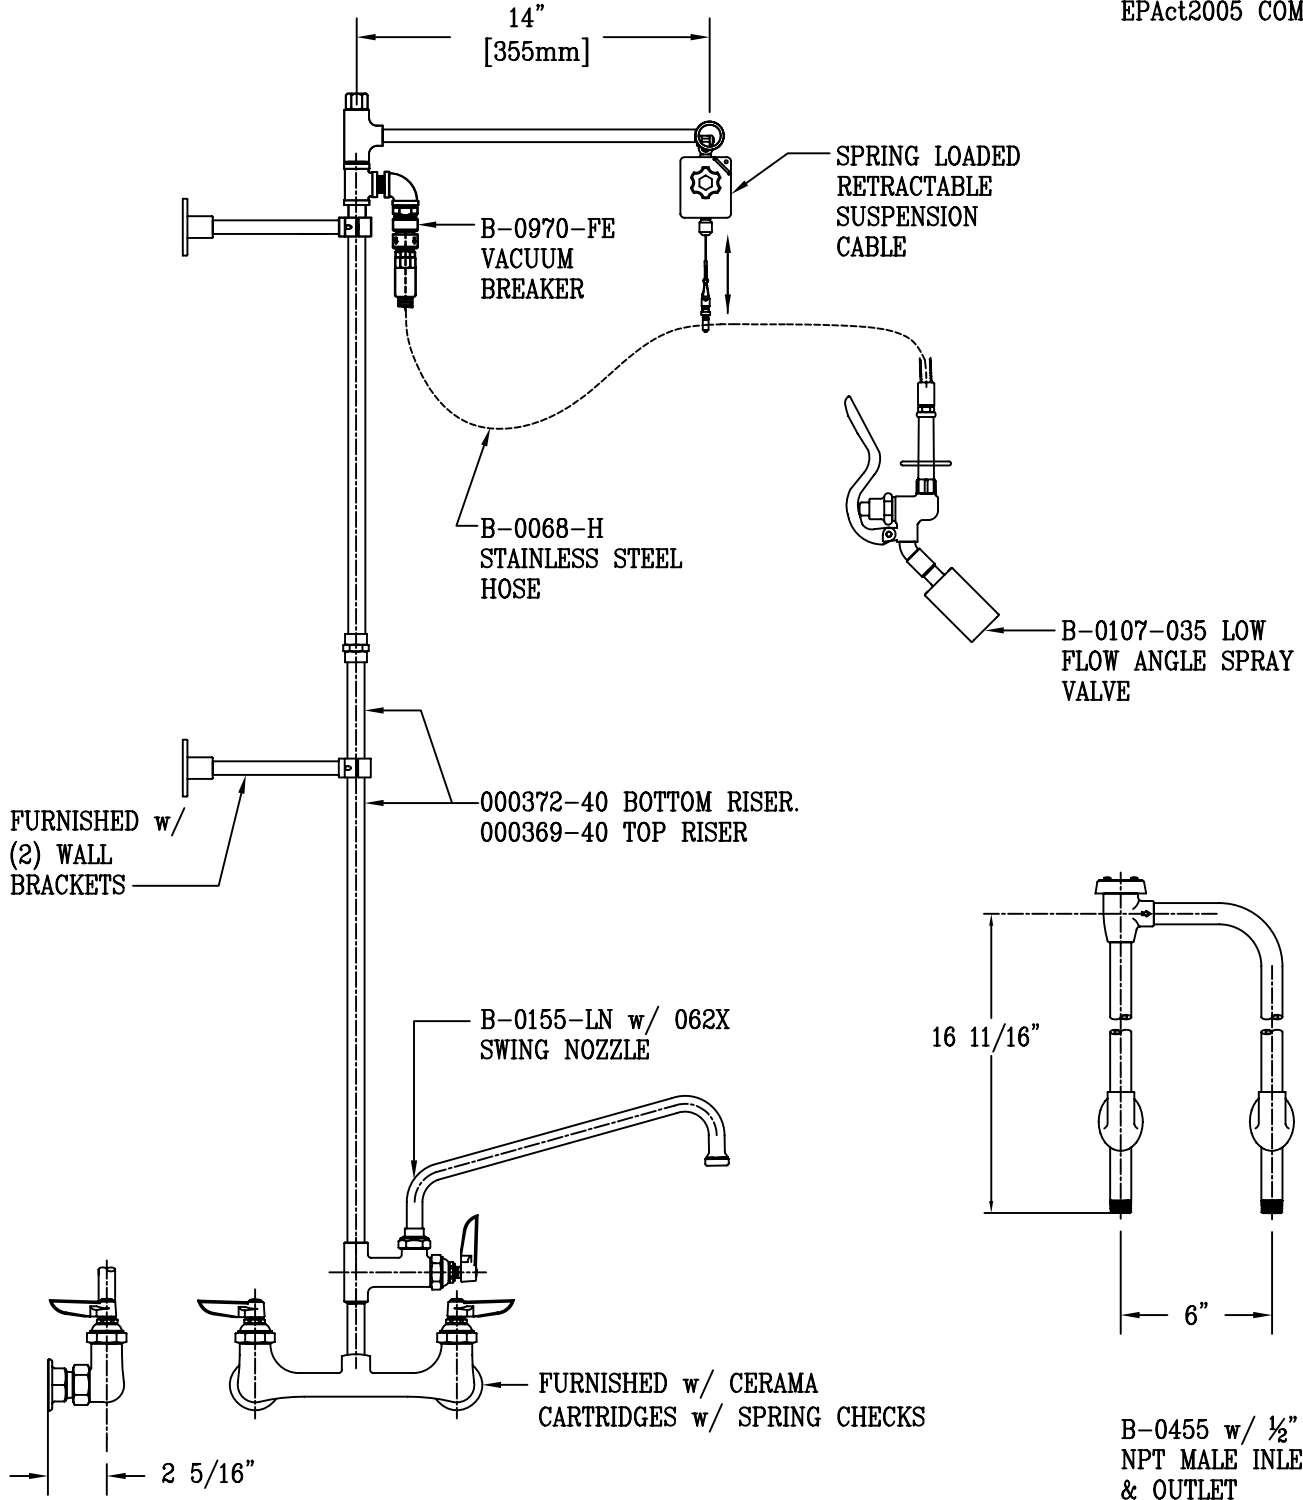 EPAct2005 COM
14"
[355mm]
SPRING LOADED
RETRACTABLE
SUSPENSION
CABLE
B-0970-FE
VACUUM
BREAKER
B-0068-H
STAINLESS STEEL
HOSE
B-0107-035 LOW
FLOW ANGLE SPRAY
VALVE
000372-40 BOTTOM RISER.
000369-40 TOP RISER
FURNISHED w/
(2) WALL
BRACKETS
B-0155-LN w/ 062X
SWING NOZZLE
16 11/16"
6"
FURNISHED w/ CERAMA
CARTRIDGES w/ SPRING CHECKS
2 5/16"
B-0455 w/ ½"
NPT MALE INLE
& OUTLET